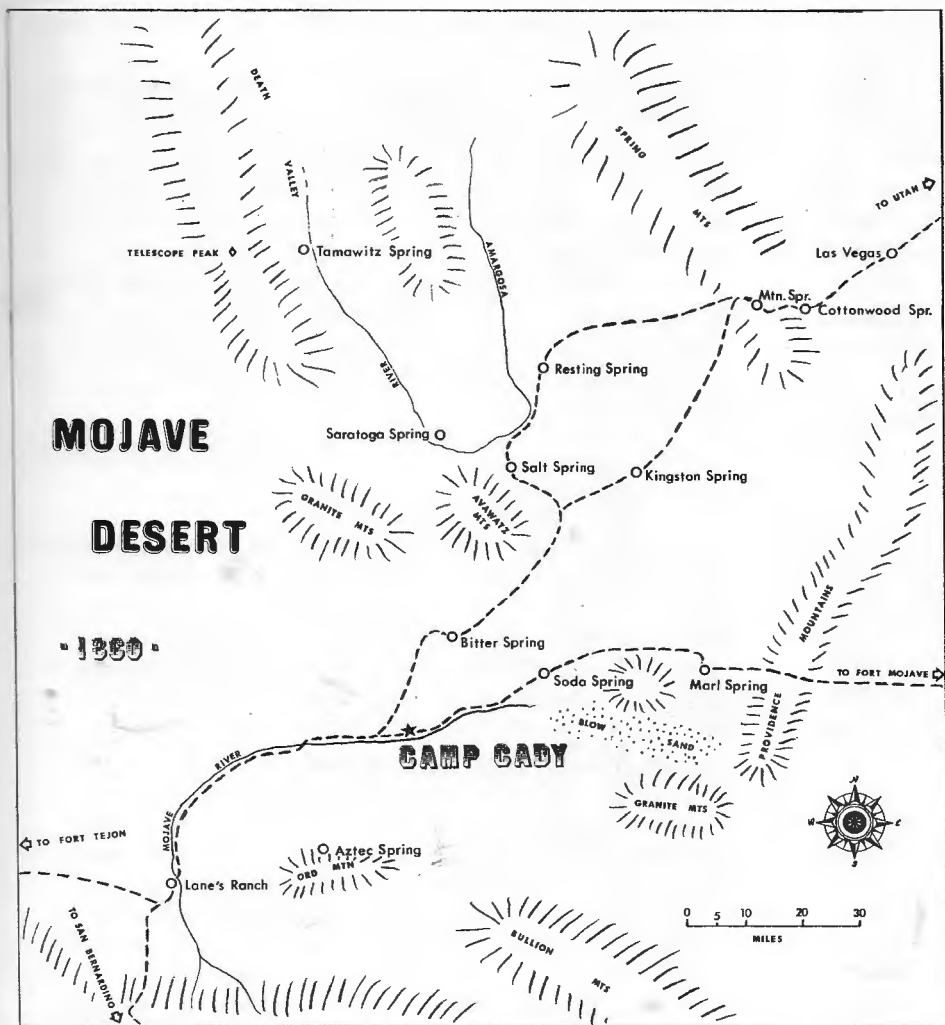 DEATH
VALLEY
SPRING
MTS
TO UTAH
TELESCOPE PEAK
Tamawitz Spring
AMARGOSA
RIVER
Las Vegas
Mtn. Spr.
Cottonwood Spr.
Resting Spring
MOJAVE
DESERT
- 1860 -
Saratoga Spring
Salt Spring
Kingston Spring
GRANITE MTS
AVAWATZ
MTS
Bitter Spring
Soda Spring
Marl Spring
PROVIDENCE
MOUNTAINS
TO FORT MOJAVE
BLOW
SAND
CAMP CADY
MOJAVE
RIVER
GRANITE MTS
N
W
E
S
TO FORT TEJON
Aztec Spring
ORD MTN
Lane's Ranch
TO SAN BERNARDINO
BULLION
MTS
0 5 10 20 30
MILES